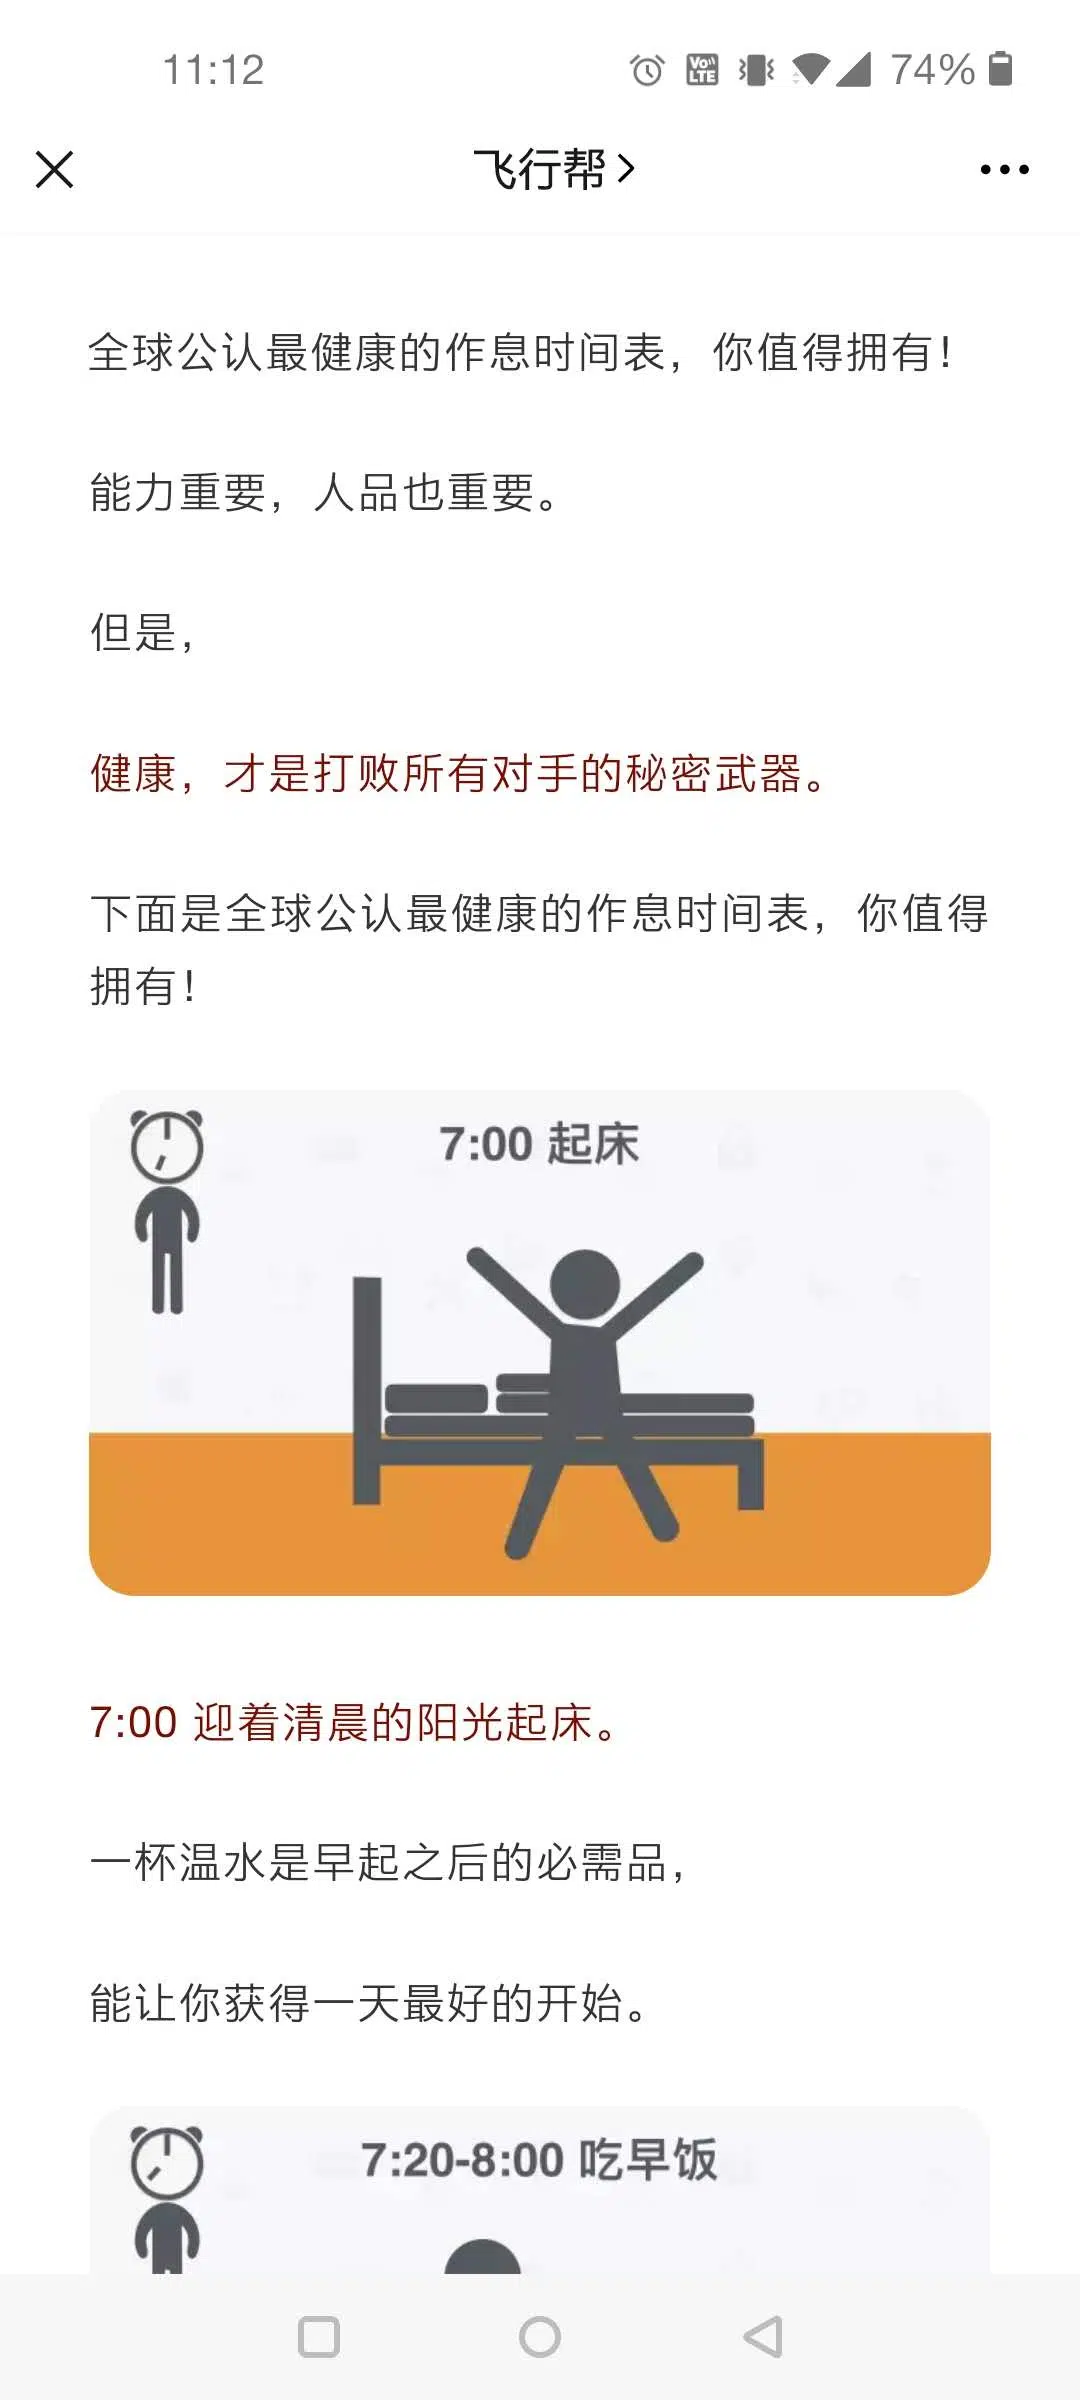 11:12
VoLTE
74%
飞行帮
全球公认最健康的作息时间表，你值得拥有！
能力重要，人品也重要。
但是，
健康，才是打败所有对手的秘密武器。
下面是全球公认最健康的作息时间表，你值得
拥有！
7:00 起床
7:00 迎着清晨的阳光起床。
一杯温水是早起之后的必需品，
能让你获得一天最好的开始。
7:20-8:00 吃早饭